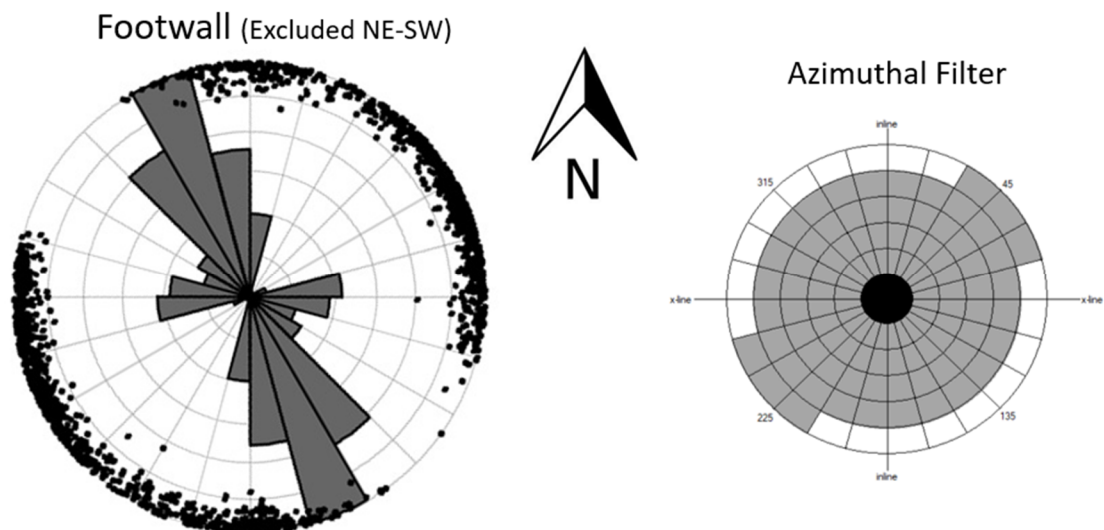 Footwall (Excluded NE-SW)
N
Azimuthal Filter
inline
315
45
x-line
x-line
225
135
inline